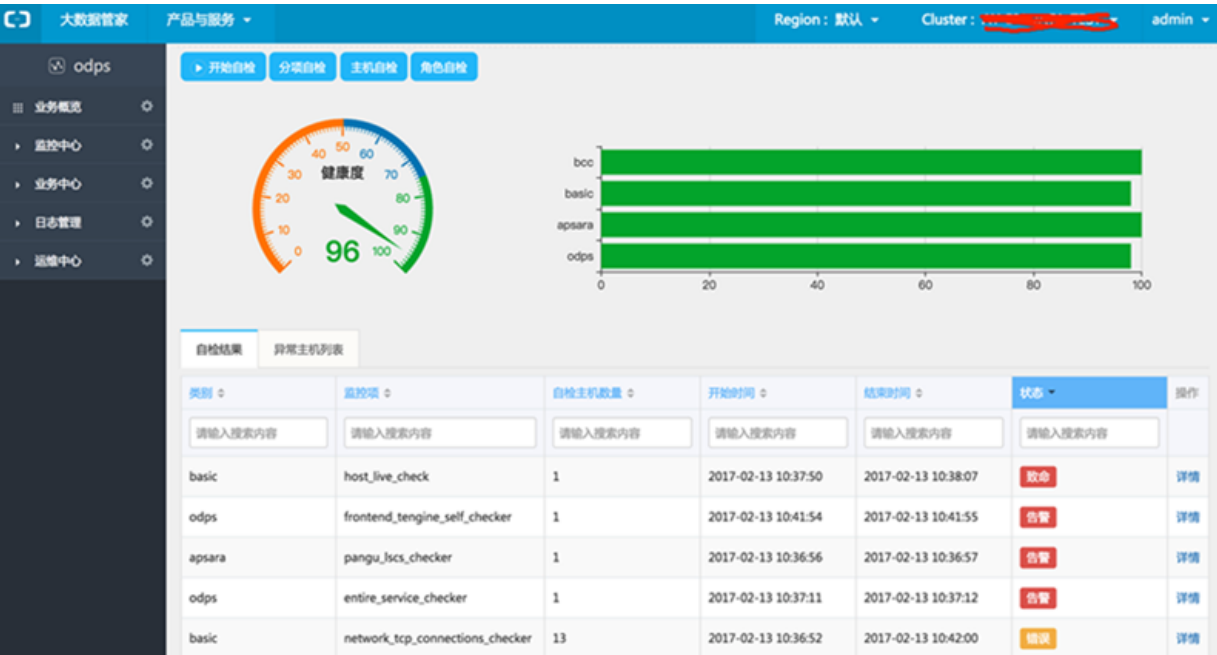 大数据管家 产品与服务 Region : 默认 Cluster : admin
odps
业务概览
监控中心
业务中心
日志管理
运维中心
开始自检 分项自检 主机自检 角色自检
健康度
0 10 20 30 40 50 60 70 80 90 100
96
bcc
basic
apsara
odps
0 20 40 60 80 100
自检结果 异常主机列表
类别 监控项 自检主机数量 开始时间 结束时间 状态 操作
请输入搜索内容 请输入搜索内容 请输入搜索内容 请输入搜索内容 请输入搜索内容 请输入搜索内容
basic host_live_check 1 2017-02-13 10:37:50 2017-02-13 10:38:07 致命 详情
odps frontend_tengine_self_checker 1 2017-02-13 10:41:54 2017-02-13 10:41:55 告警 详情
apsara pangu_lscs_checker 1 2017-02-13 10:36:56 2017-02-13 10:36:57 告警 详情
odps entire_service_checker 1 2017-02-13 10:37:11 2017-02-13 10:37:12 告警 详情
basic network_tcp_connections_checker 13 2017-02-13 10:36:52 2017-02-13 10:42:00 错误 详情